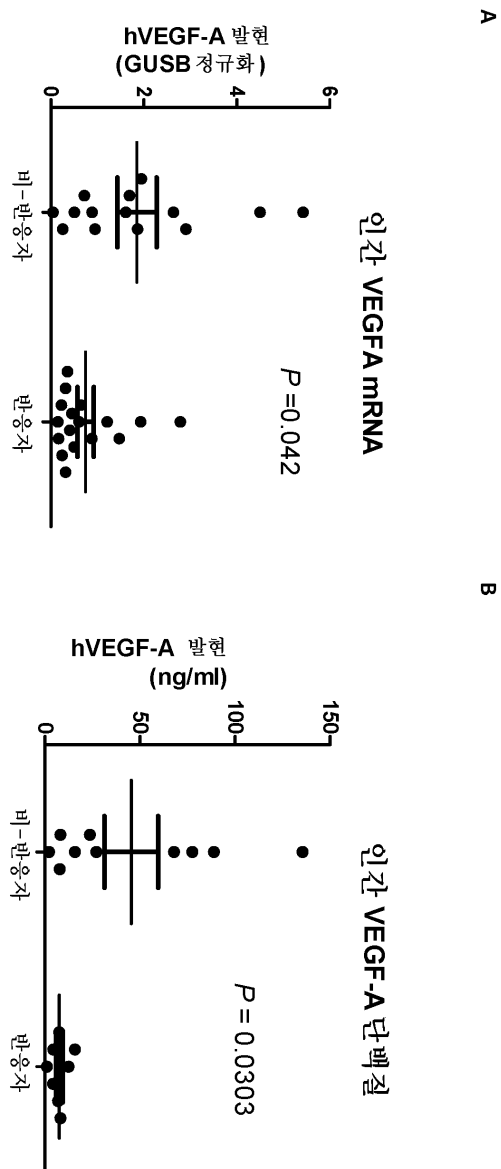 A
인간 VEGFA mRNA
hVEGF-A 발현
(GUSB 정규화)
6
4
2
0
P =0.042
비-반응자
반응자
B
인간 VEGF-A 단백질
hVEGF-A 발현
(ng/ml)
150
100
50
0
P = 0.0303
비-반응자
반응자